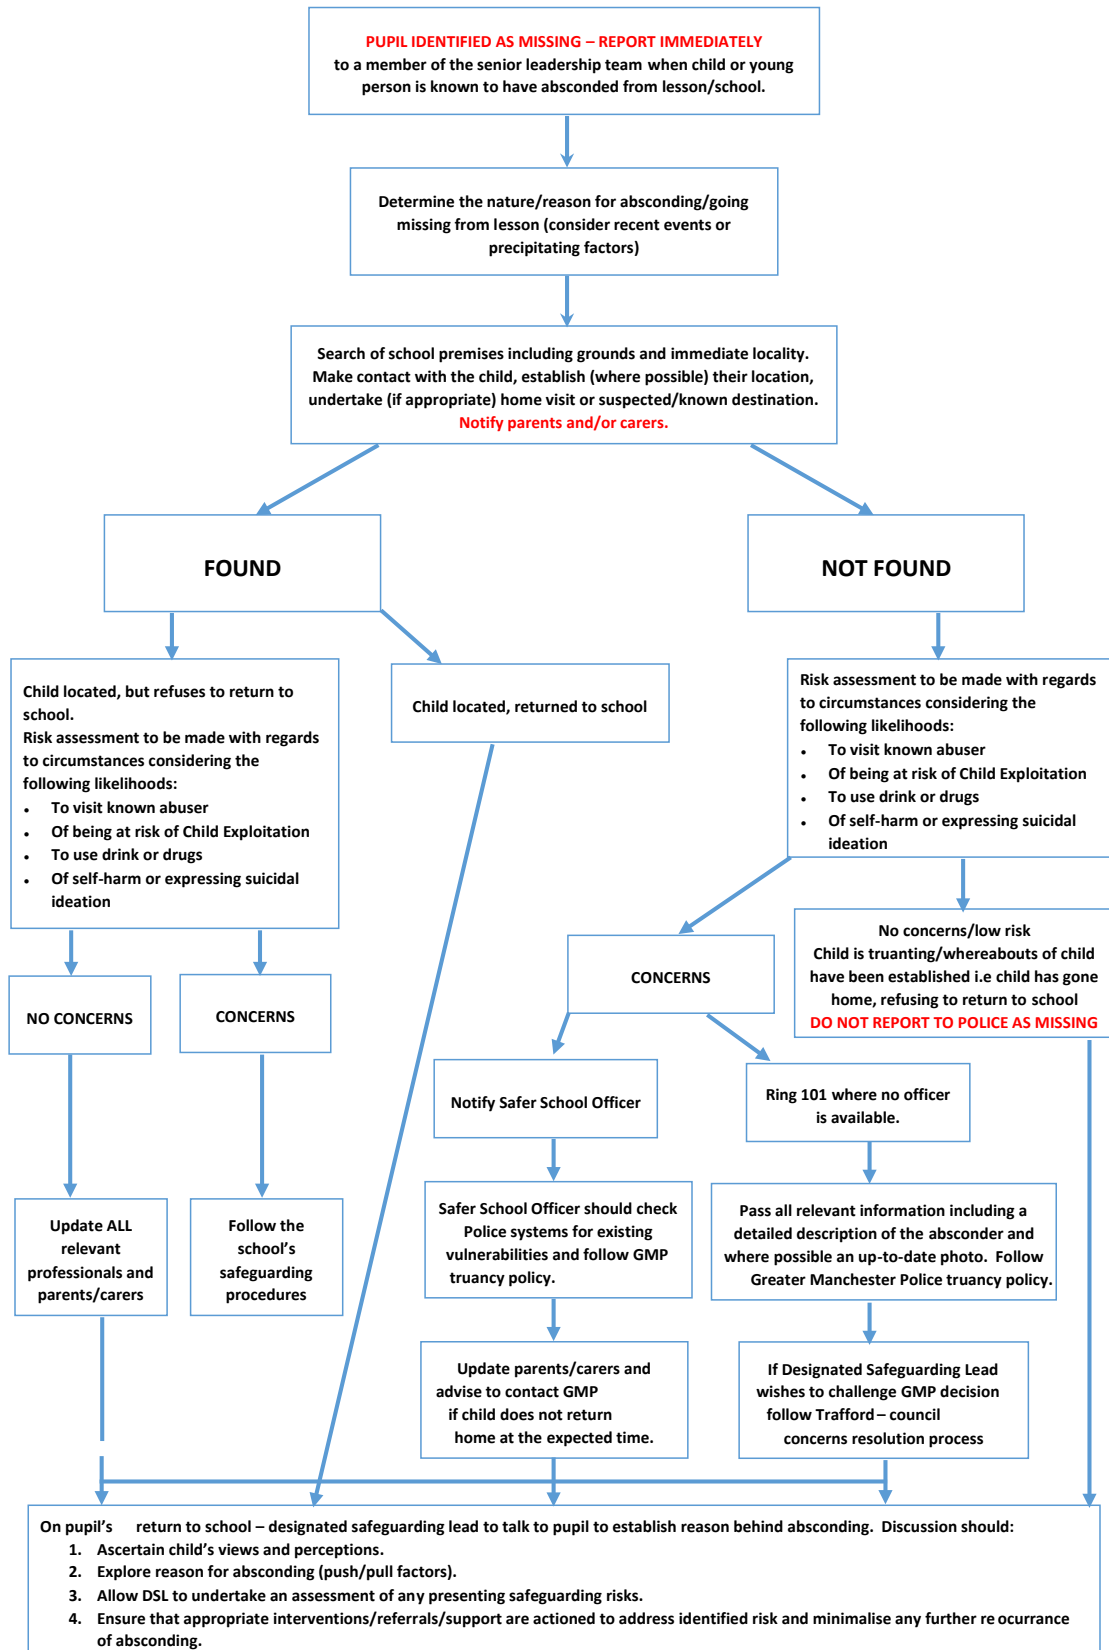 PUPIL IDENTIFIED AS MISSING – REPORT IMMEDIATELY
to a member of the senior leadership team when child or young
person is known to have absconded from lesson/school.
Determine the nature/reason for absconding/going
missing from lesson (consider recent events or
precipitating factors)
Search of school premises including grounds and immediate locality.
Make contact with the child, establish (where possible) their location,
undertake (if appropriate) home visit or suspected/known destination.
Notify parents and/or carers.
FOUND
NOT FOUND
Child located, but refuses to return to
school.
Risk assessment to be made with regards
to circumstances considering the
following likelihoods:
• To visit known abuser
• Of being at risk of Child Exploitation
• To use drink or drugs
• Of self-harm or expressing suicidal
ideation
Child located, returned to school
Risk assessment to be made with regards
to circumstances considering the
following likelihoods:
• To visit known abuser
• Of being at risk of Child Exploitation
• To use drink or drugs
• Of self-harm or expressing suicidal
ideation
NO CONCERNS
CONCERNS
CONCERNS
No concerns/low risk
Child is truanting/whereabouts of child
have been established i.e child has gone
home, refusing to return to school
DO NOT REPORT TO POLICE AS MISSING
Notify Safer School Officer
Ring 101 where no officer
is available.
Update ALL
relevant
professionals and
parents/carers
Follow the
school's
safeguarding
procedures
Safer School Officer should check
Police systems for existing
vulnerabilities and follow GMP
truancy policy.
Pass all relevant information including a
detailed description of the absconder and
where possible an up-to-date photo. Follow
Greater Manchester Police truancy policy.
Update parents/carers and
advise to contact GMP
if child does not return
home at the expected time.
If Designated Safeguarding Lead
wishes to challenge GMP decision
follow Trafford – council
concerns resolution process
On pupil's return to school – designated safeguarding lead to talk to pupil to establish reason behind absconding. Discussion should:
1. Ascertain child's views and perceptions.
2. Explore reason for absconding (push/pull factors).
3. Allow DSL to undertake an assessment of any presenting safeguarding risks.
4. Ensure that appropriate interventions/referrals/support are actioned to address identified risk and minimalise any further re ocurrance
of absconding.